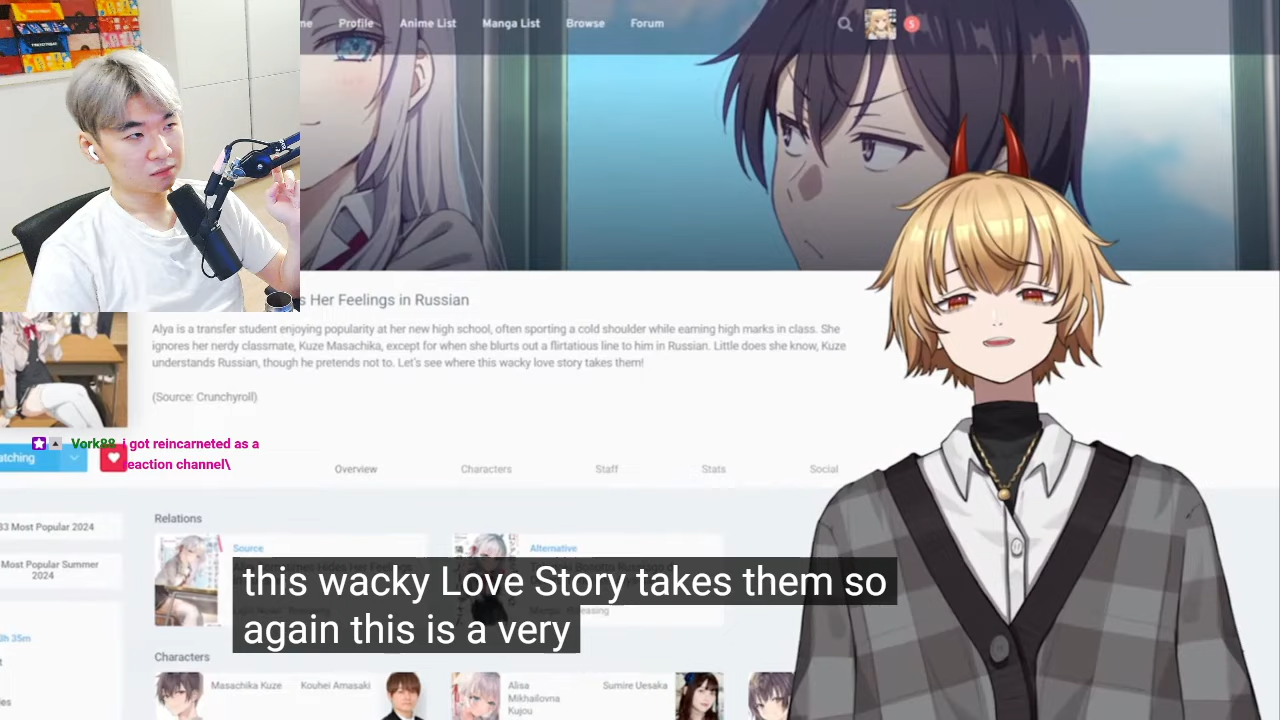 Profile Anime List Manga List Browse Forum
5
Her Feelings in Russian
Alya is a transfer student enjoying popularity at her new high school, often sporting a cold shoulder while earning high marks in class. She
ignores her nerdy classmate, Kuze Masachika, except for when she blurts out a flirtatious line to him in Russian. Little does she know, Kuze
understands Russian, though he pretends not to. Let's see where this wacky love story takes them!
(Source: Crunchyroll)
Vork88 i got reincarneted as a
eaction channel\
atching
Overview Characters Staff Stats Social
33 Most Popular 2024
Most Popular Summer
2024
Relations
Source
Alternative
this wacky Love Story takes them so
again this is a very
35m
Characters
Masachika Kuze Kouhei Amasaki
Alisa
Mikhailovna
Kujou
Sumire Uesaka